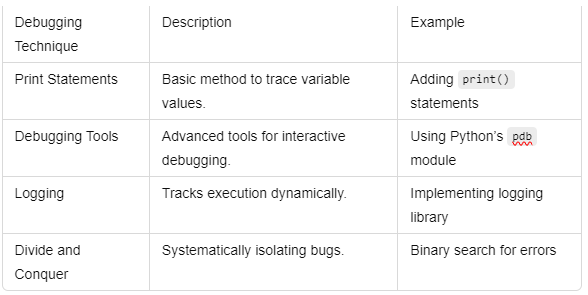 Debugging Technique Description Example
Print Statements Basic method to trace variable values. Adding print() statements
Debugging Tools Advanced tools for interactive debugging. Using Python's pdb module
Logging Tracks execution dynamically. Implementing logging library
Divide and Conquer Systematically isolating bugs. Binary search for errors